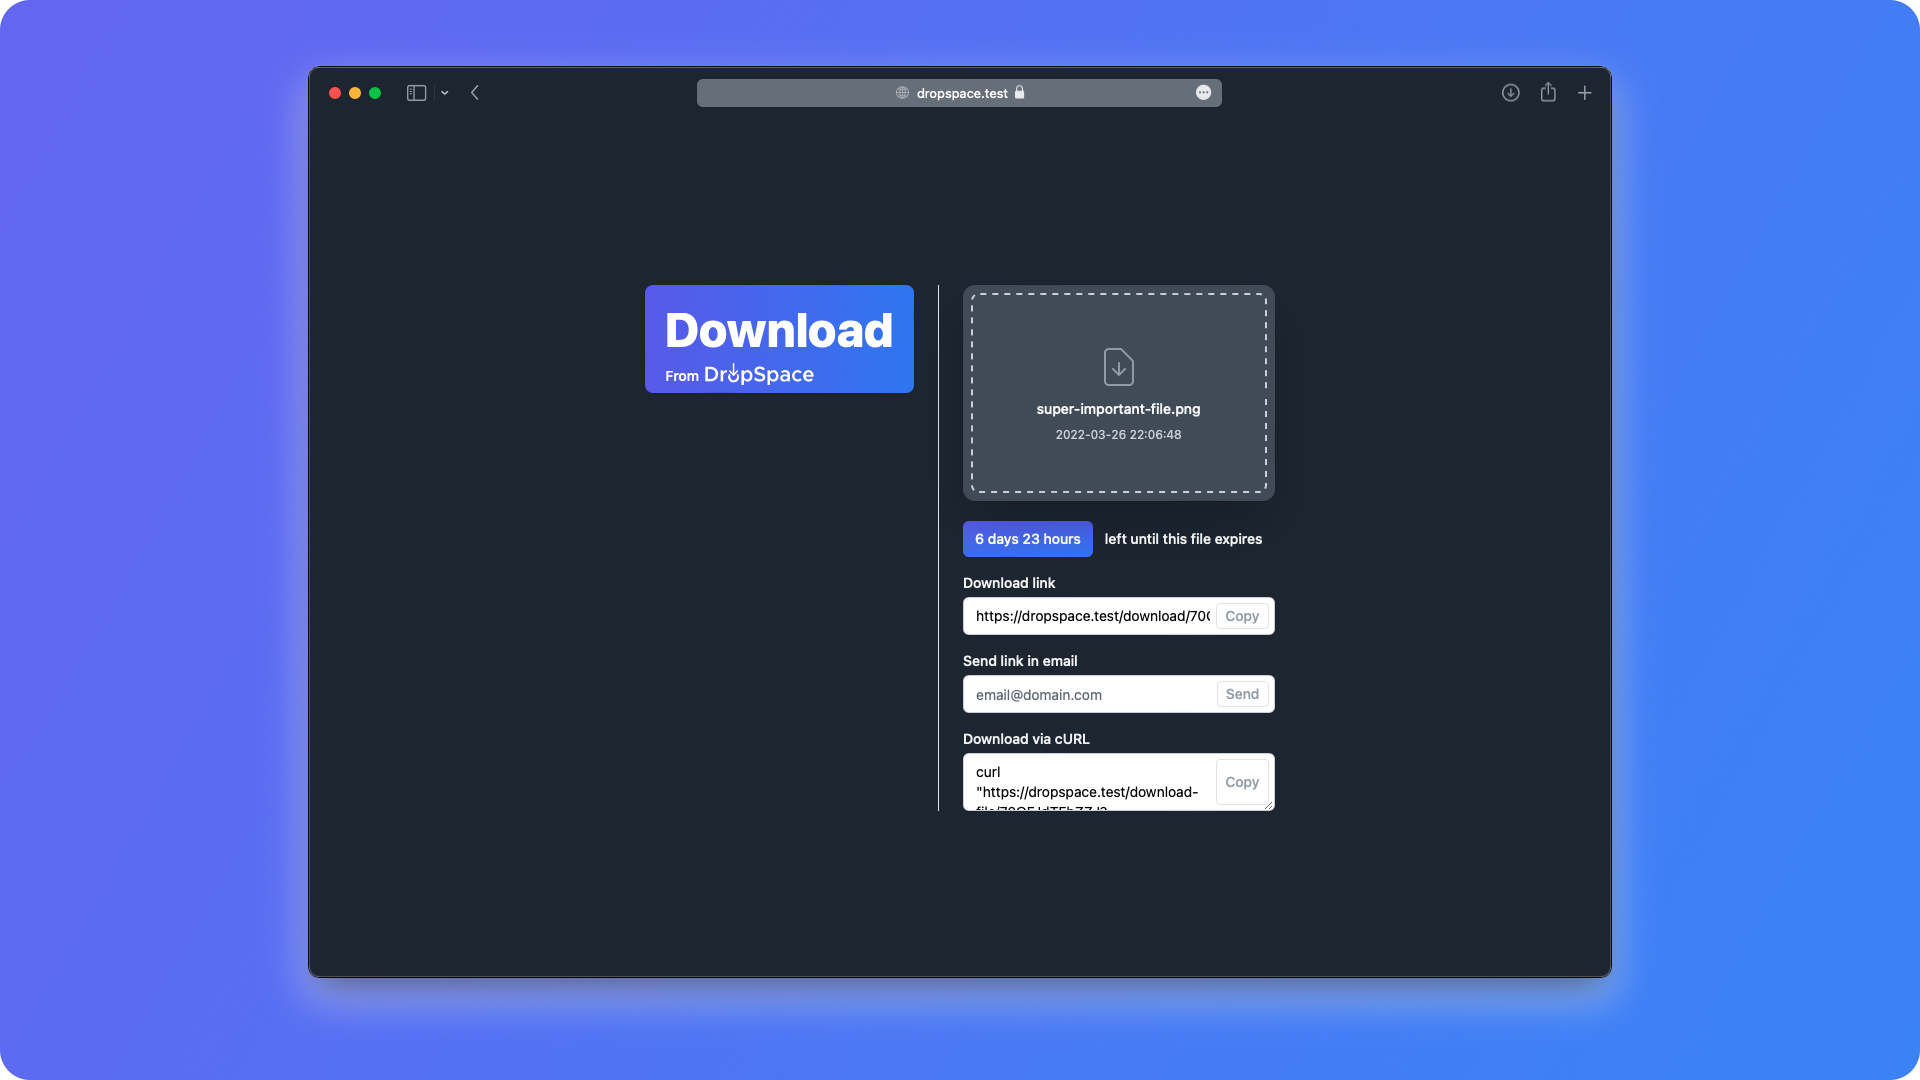 dropspace.test
Download
From DropSpace
super-important-file.png
2022-03-26 22:06:48
6 days 23 hours left until this file expires
Download link
https://dropspace.test/download/70 Copy
Send link in email
email@domain.com Send
Download via cURL
curl
"https://dropspace.test/download-
Copy